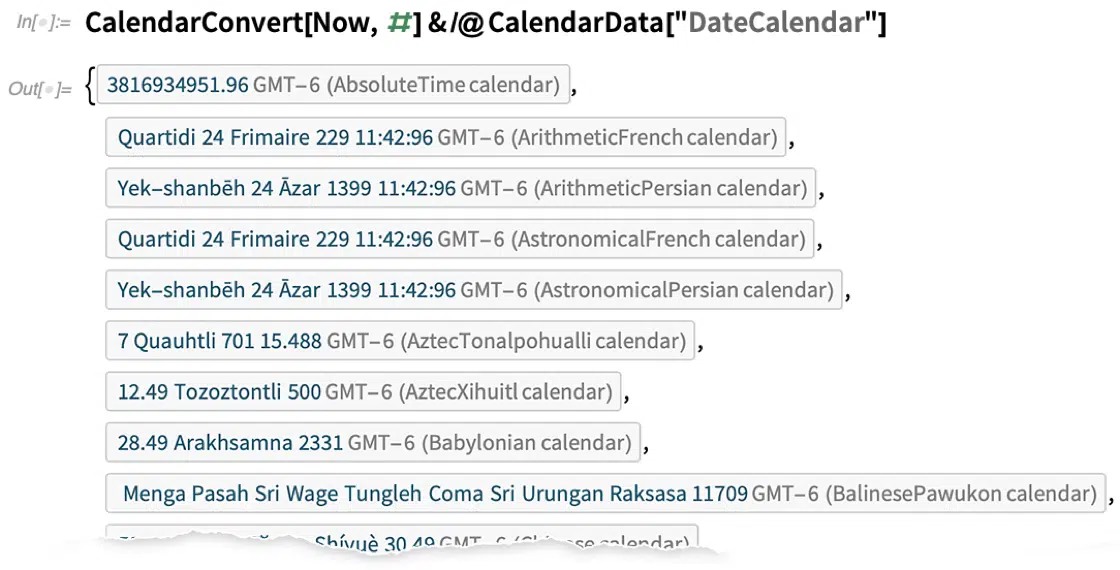 In[●]:= CalendarConvert[Now, #] & /@ CalendarData["DateCalendar"]
Out[●]= {3816934951.96 GMT−6 (AbsoluteTime calendar),
Quartidi 24 Frimaire 229 11:42:96 GMT−6 (ArithmeticFrench calendar),
Yek−shanbēh 24 Āzar 1399 11:42:96 GMT−6 (ArithmeticPersian calendar),
Quartidi 24 Frimaire 229 11:42:96 GMT−6 (AstronomicalFrench calendar),
Yek−shanbēh 24 Āzar 1399 11:42:96 GMT−6 (AstronomicalPersian calendar),
7 Quauhtli 701 15.488 GMT−6 (AztecTonalpohualli calendar),
12.49 Tozoztontli 500 GMT−6 (AztecXihuitl calendar),
28.49 Arakhsamna 2331 GMT−6 (Babylonian calendar),
Menga Pasah Sri Wage Tungleh Coma Sri Urungan Raksasa 11709 GMT−6 (BalinesePawukon calendar),
Shíyuè 30.49 GMT−6 (Chinese calendar)